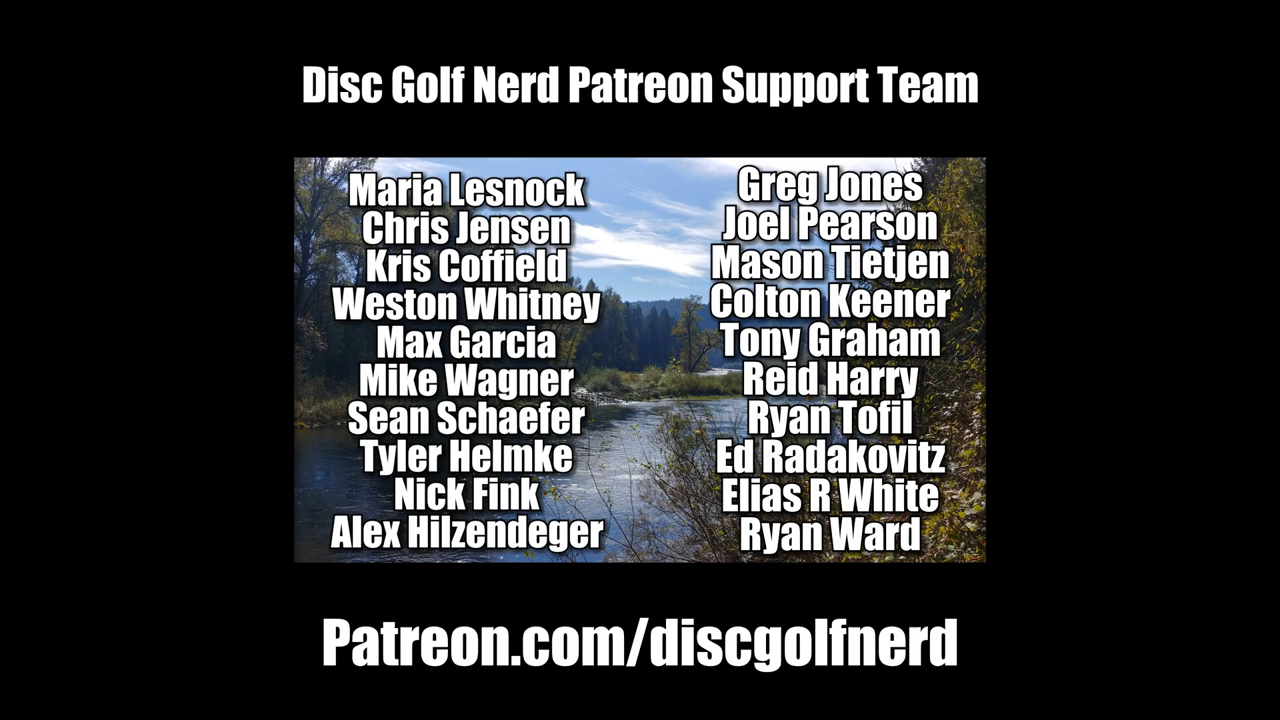 Disc Golf Nerd Patreon Support Team
Maria Lesnock
Chris Jensen
Kris Coffield
Weston Whitney
Max Garcia
Mike Wagner
Sean Schaefer
Tyler Helmke
Nick Fink
Alex Hilzendeger
Greg Jones
Joel Pearson
Mason Tietjen
Colton Keener
Tony Graham
Reid Harry
Ryan Tofil
Ed Radakovitz
Elias R White
Ryan Ward
Patreon.com/discgolfnerd